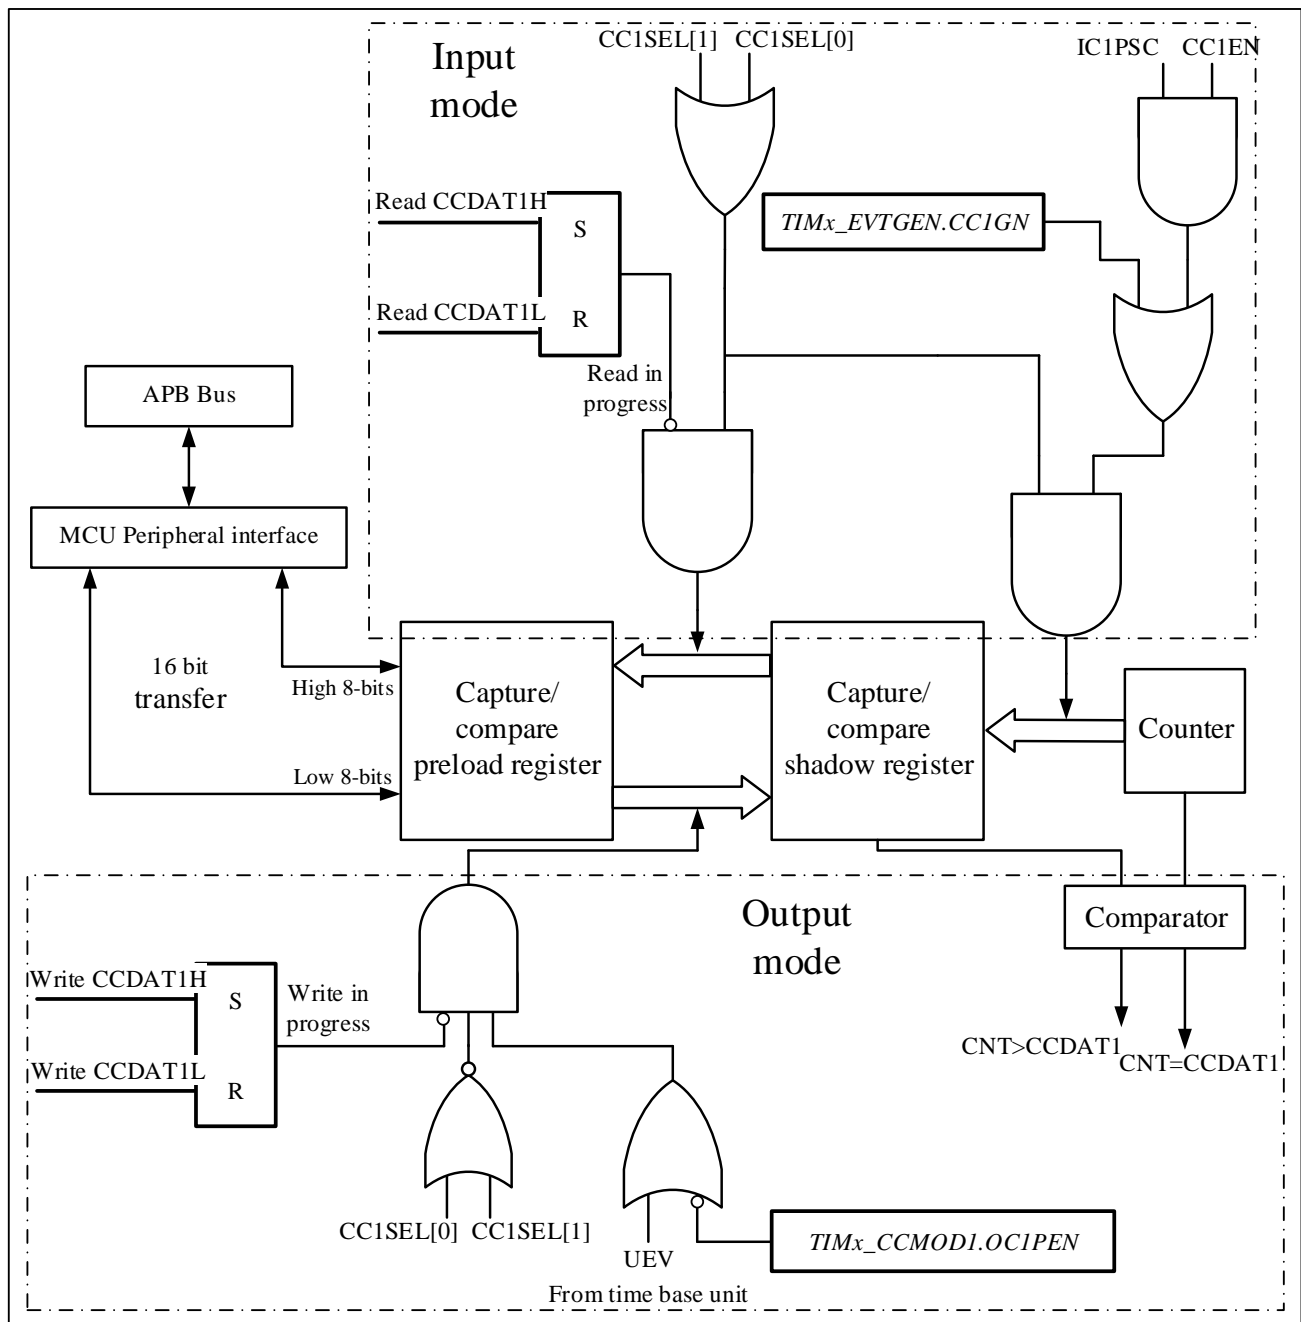 Input
mode
CC1SEL[1]
CC1SEL[0]
IC1PSC
CC1EN
Read CCDAT1H
S
TIMx_EVTGEN.CC1GN
Read CCDAT1L
R
Read in
progress
APB Bus
MCU Peripheral interface
16 bit
transfer
High 8-bits
Low 8-bits
Capture/
compare
preload register
Capture/
compare
shadow register
Counter
Output
mode
Comparator
Write CCDAT1H
S
Write in
progress
Write CCDAT1L
R
CNT>CCDAT1
CNT=CCDAT1
CC1SEL[0]
CC1SEL[1]
UEV
TIMx_CCMOD1.OC1PEN
From time base unit